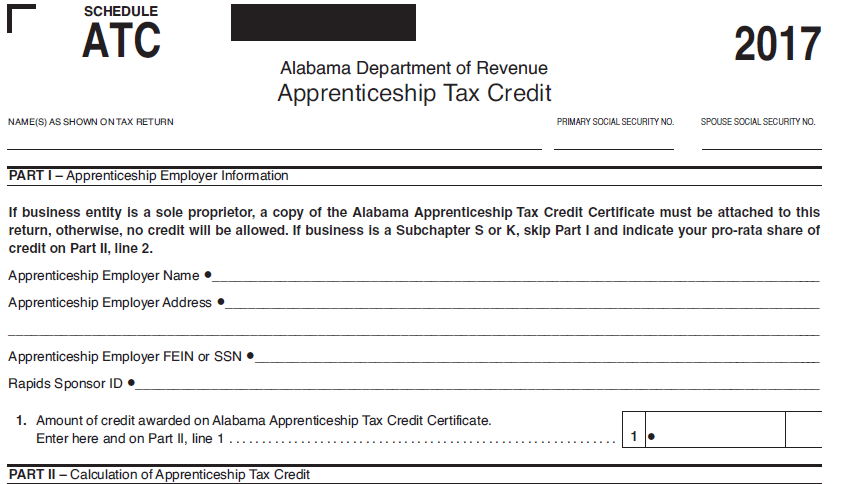 SCHEDULE
ATC
2017
Alabama Department of Revenue
Apprenticeship Tax Credit
NAME(S) AS SHOWN ON TAX RETURN
PRIMARY SOCIAL SECURITY NO.
SPOUSE SOCIAL SECURITY NO.
PART I – Apprenticeship Employer Information
If business entity is a sole proprietor, a copy of the Alabama Apprenticeship Tax Credit Certificate must be attached to this
return, otherwise, no credit will be allowed. If business is a Subchapter S or K, skip Part I and indicate your pro-rata share of
credit on Part II, line 2.
Apprenticeship Employer Name •
Apprenticeship Employer Address •
Apprenticeship Employer FEIN or SSN •
Rapids Sponsor ID •
1. Amount of credit awarded on Alabama Apprenticeship Tax Credit Certificate.
Enter here and on Part II, line 1 . . . . . . . . . . . . . . . . . . . . . . . . . . . . . . . . . . . . . . . . . . . . . . . . . . . . . . . . . . . 1 •
PART II – Calculation of Apprenticeship Tax Credit